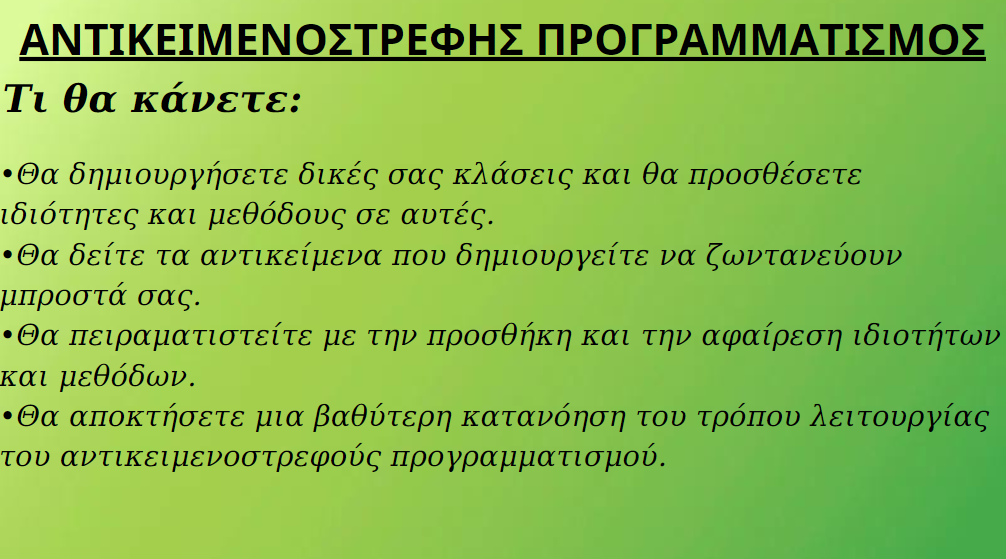 ΑΝΤΙΚΕΙΜΕΝΟΣΤΡΕΦΗΣ ΠΡΟΓΡΑΜΜΑΤΙΣΜΟΣ
Τι θα κάνετε:
•Θα δημιουργήσετε δικές σας κλάσεις και θα προσθέσετε
ιδιότητες και μεθόδους σε αυτές.
•Θα δείτε τα αντικείμενα που δημιουργείτε να ζωντανεύουν
μπροστά σας.
•Θα πειραματιστείτε με την προσθήκη και την αφαίρεση ιδιοτήτων
και μεθόδων.
•Θα αποκτήσετε μια βαθύτερη κατανόηση του τρόπου λειτουργίας
του αντικειμενοστρεφούς προγραμματισμού.